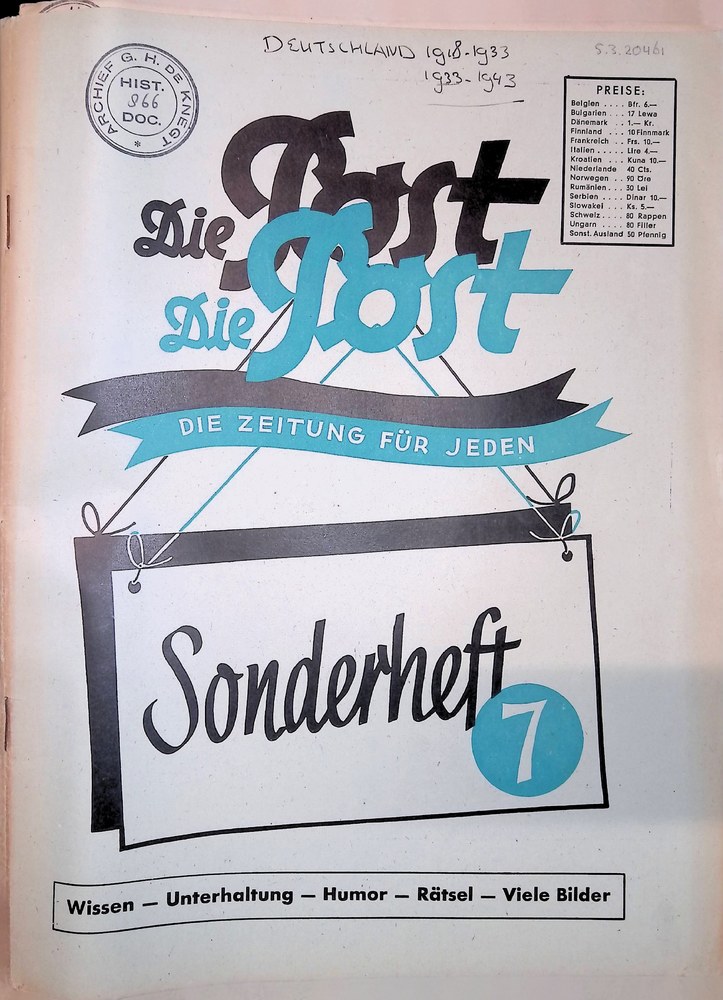 DEUTSCHLAND 1918-1933
1933-1943
5.3.20461
ARCHIEF G. H. DE KNEGT
HIST.
866
DOC.
*
PREISE:
Belgien .... Bfr. 6.—
Bulgarien . . 17 Lewa
Dänemark . . 1.— Kr.
Finnland . . 10 Finnmark
Frankreich . . Frs. 10.—
Italien ..... Lire 4.—
Kroatien . . Kuna 10.—
Niederlande 40 Cts.
Norwegen . . 90 Öre
Rumänien . . 30 Lei
Serbien .... Dinar 10.—
Slowakei ... Ks. 5.—
Schweiz .... 80 Rappen
Ungarn .... 80 Filler
Sonst. Ausland 50 Pfennig
Die Post
Die Post
DIE ZEITUNG FÜR JEDEN
Sonderheft
7
Wissen — Unterhaltung — Humor — Rätsel — Viele Bilder